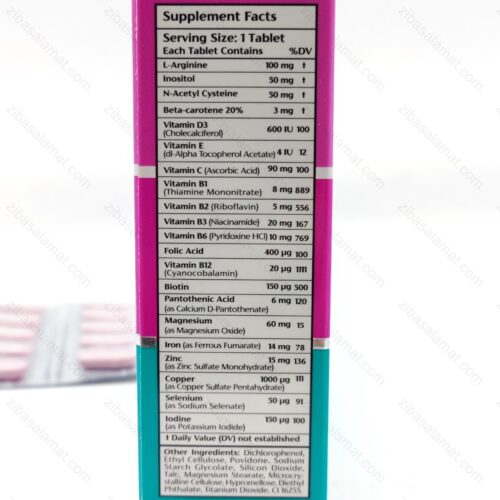 Supplement Facts
Serving Size: 1 Tablet
Each Tablet Contains %DV
L-Arginine 100 mg †
Inositol 50 mg †
N-Acetyl Cysteine 50 mg †
Beta-carotene 20% 3 mg †
Vitamin D3
(Cholecalciferol) 600 IU 100
Vitamin E
(dl-Alpha Tocopherol Acetate) 4 IU 12
Vitamin C (Ascorbic Acid) 90 mg 100
Vitamin B1
(Thiamine Mononitrate) 8 mg 889
Vitamin B2 (Riboflavin) 5 mg 556
Vitamin B3 (Niacinamide) 20 mg 167
Vitamin B6 (Pyridoxine HCl) 10 mg 769
Folic Acid 400 µg 100
Vitamin B12
(Cyanocobalamin) 20 µg 1111
Biotin 150 µg 500
Pantothenic Acid 6 mg 120
(as Calcium D-Pantothenate)
Magnesium
(as Magnesium Oxide) 60 mg 15
Iron (as Ferrous Fumarate) 14 mg 78
Zinc 15 mg 136
(as Zinc Sulfate Monohydrate)
Copper 1000 µg 111
(as Copper Sulfate Pentahydrate)
Selenium 50 µg 91
(as Sodium Selenate)
Iodine 150 µg 100
(as Potassium Iodide)
† Daily Value (DV) not established
Other Ingredients: Dichlorophenol,
Ethyl Cellulose, Povidone, Sodium
Starch Glycolate, Silicon Dioxide,
Talc, Magnesium Stearate, Microcry-
stalline Cellulose, Hypromellose, Diethyl
Phthalate, Titanium Dioxide, CI 16255.
zibasalamat.com